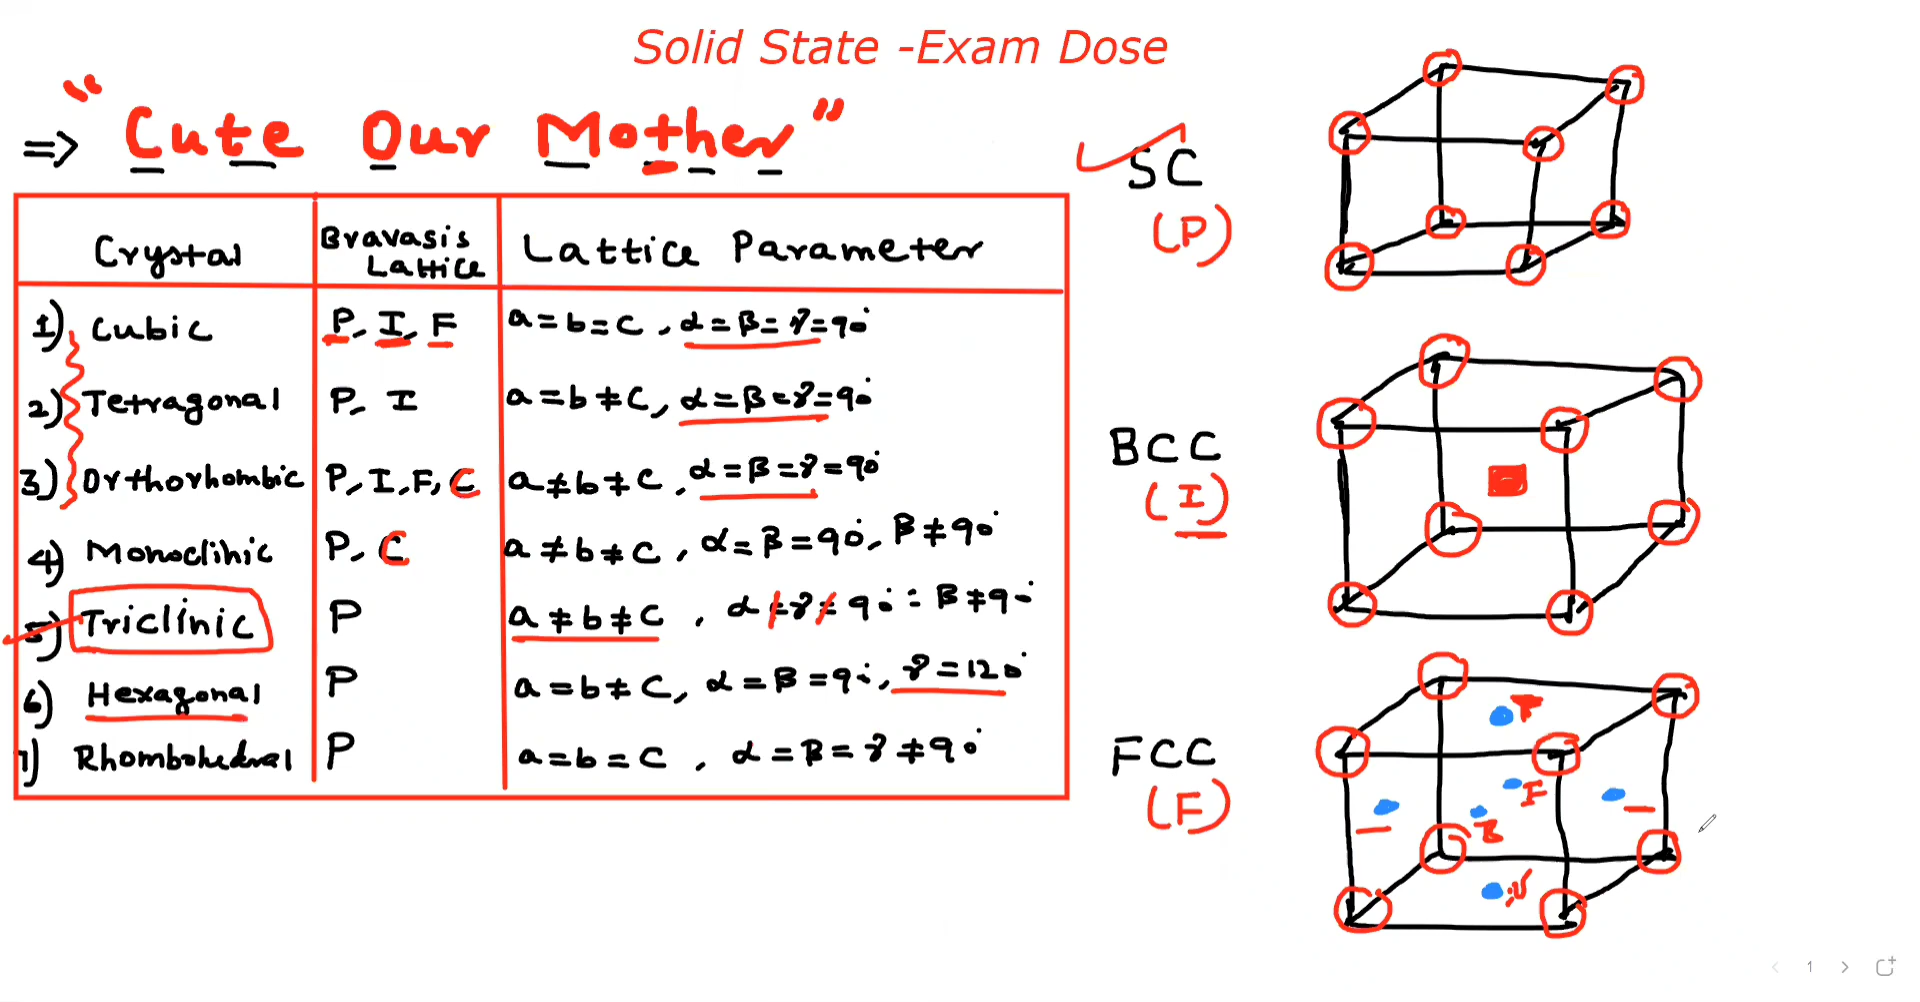 Solid State -Exam Dose
=> "Cute Our Mother"
Crystal Bravasis Lattice Lattice Parameter
1) Cubic P, I, F a=b=c, α=β=γ=90°
2) Tetragonal P, I a=b≠c, α=β=γ=90°
3) Orthorhombic P, I, F, C a≠b≠c, α=β=γ=90°
4) Monoclinic P, C a≠b≠c, α=β=90°, β≠90°
5) Triclinic P a≠b≠c, α≠γ≠90°=β≠90°
6) Hexagonal P a=b≠c, α=β=90°, γ=120°
7) Rhombohedral P a=b=c, α=β=γ≠90°
SC
(P)
BCC
(I)
FCC
(F)
T
F
B
1